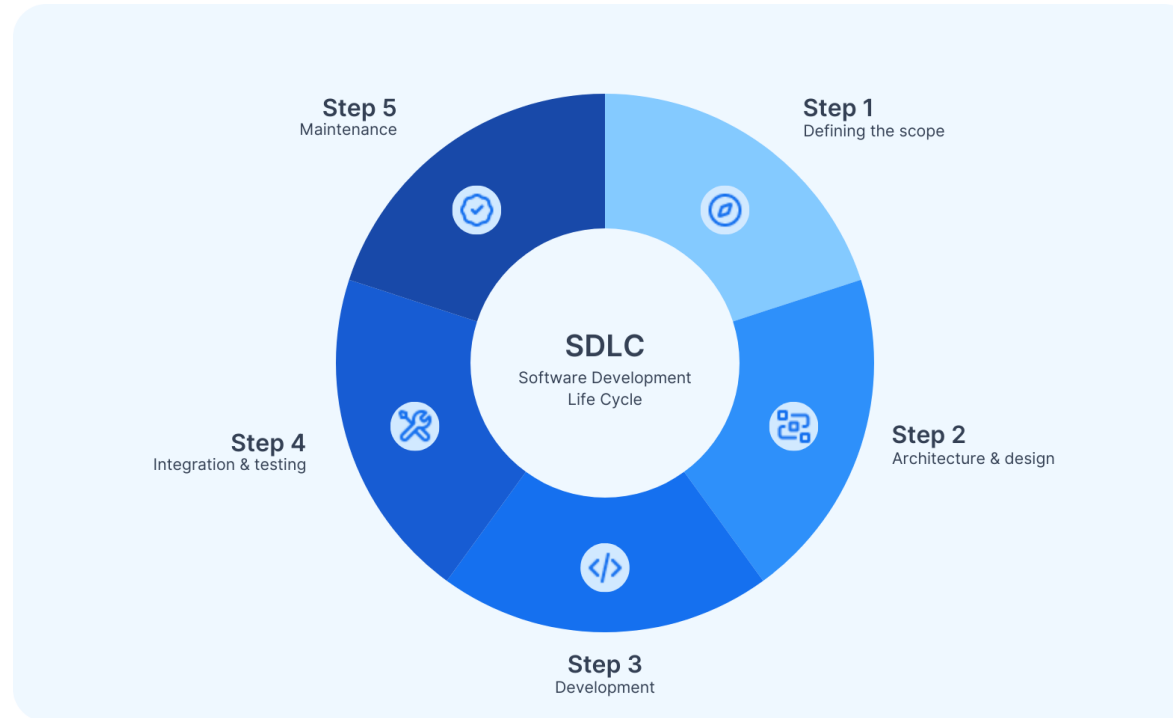 SDLC
Software Development
Life Cycle
Step 1
Defining the scope
Step 2
Architecture & design
Step 3
Development
Step 4
Integration & testing
Step 5
Maintenance